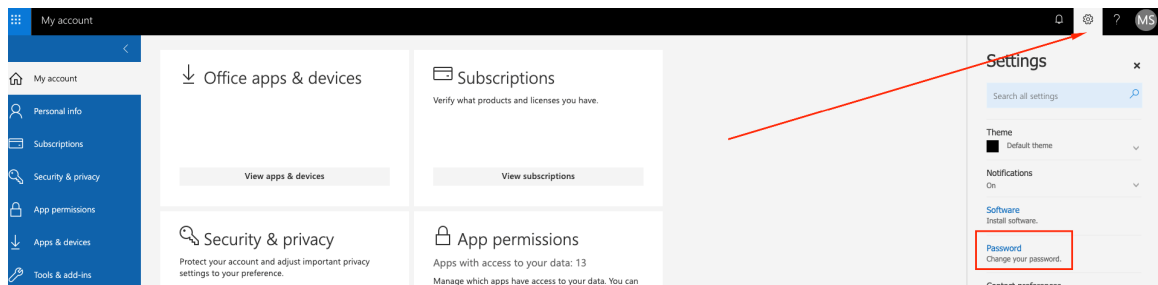 My account
?
MS
My account
Personal info
Subscriptions
Security & privacy
App permissions
Apps & devices
Tools & add-ins
Office apps & devices
View apps & devices
Subscriptions
Verify what products and licenses you have.
View subscriptions
Security & privacy
Protect your account and adjust important privacy
settings to your preference.
App permissions
Apps with access to your data: 13
Manage which apps have access to your data. You can
Settings
Search all settings
Theme
Default theme
Notifications
On
Software
Install software.
Password
Change your password.
Contact preferences